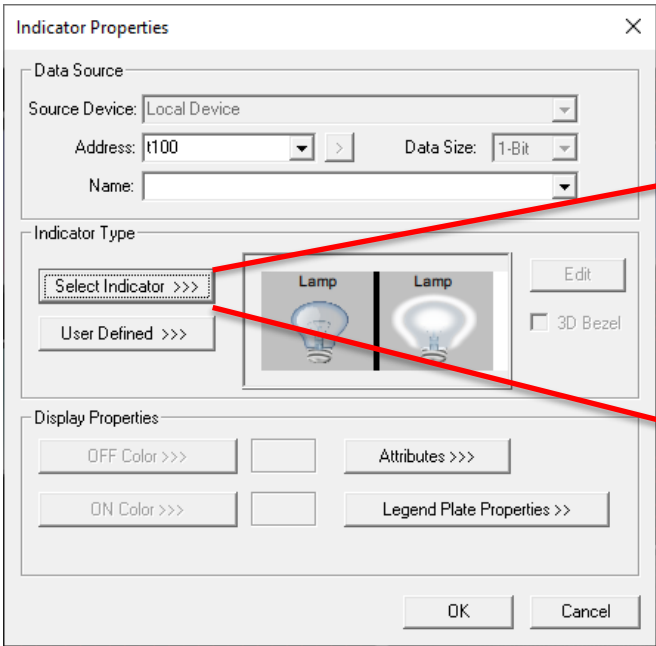 Indicator Properties
Data Source
Source Device: Local Device
Address: t100 > Data Size: 1-Bit
Name:
Indicator Type
Select Indicator >>>
Lamp Lamp
Edit
User Defined >>>
3D Bezel
Display Properties
OFF Color >>> Attributes >>>
ON Color >>> Legend Plate Properties >>
OK Cancel